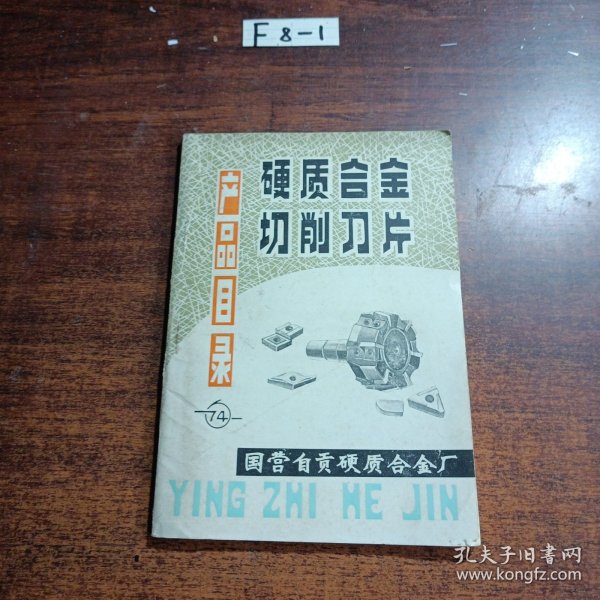 F 8-1
硬质合金
切削刀片
产品目录
74
国营自贡硬质合金厂
YING ZHI HE JIN
孔夫子旧书网
www.kongfz.com